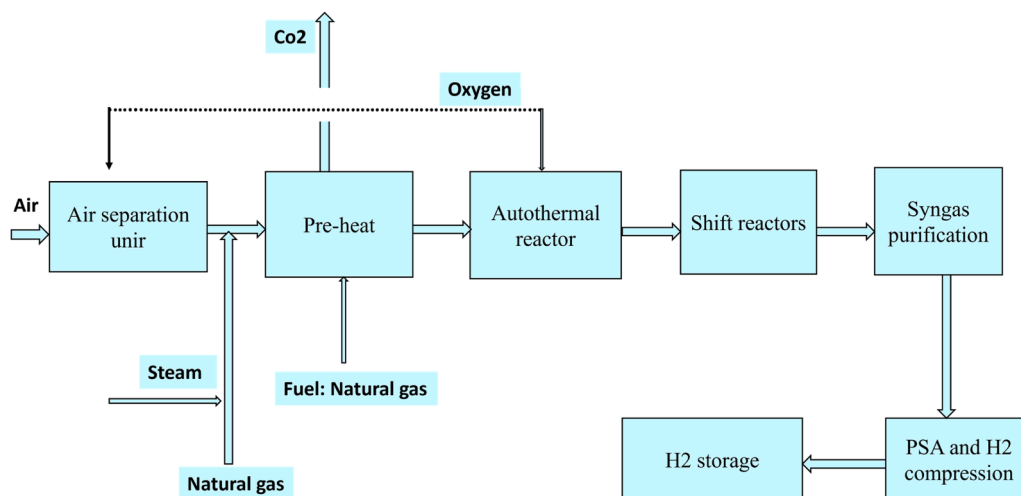 Co2
Oxygen
Air
Air separation
unir
Pre-heat
Autothermal
reactor
Shift reactors
Syngas
purification
Steam
Fuel: Natural gas
Natural gas
H2 storage
PSA and H2
compression